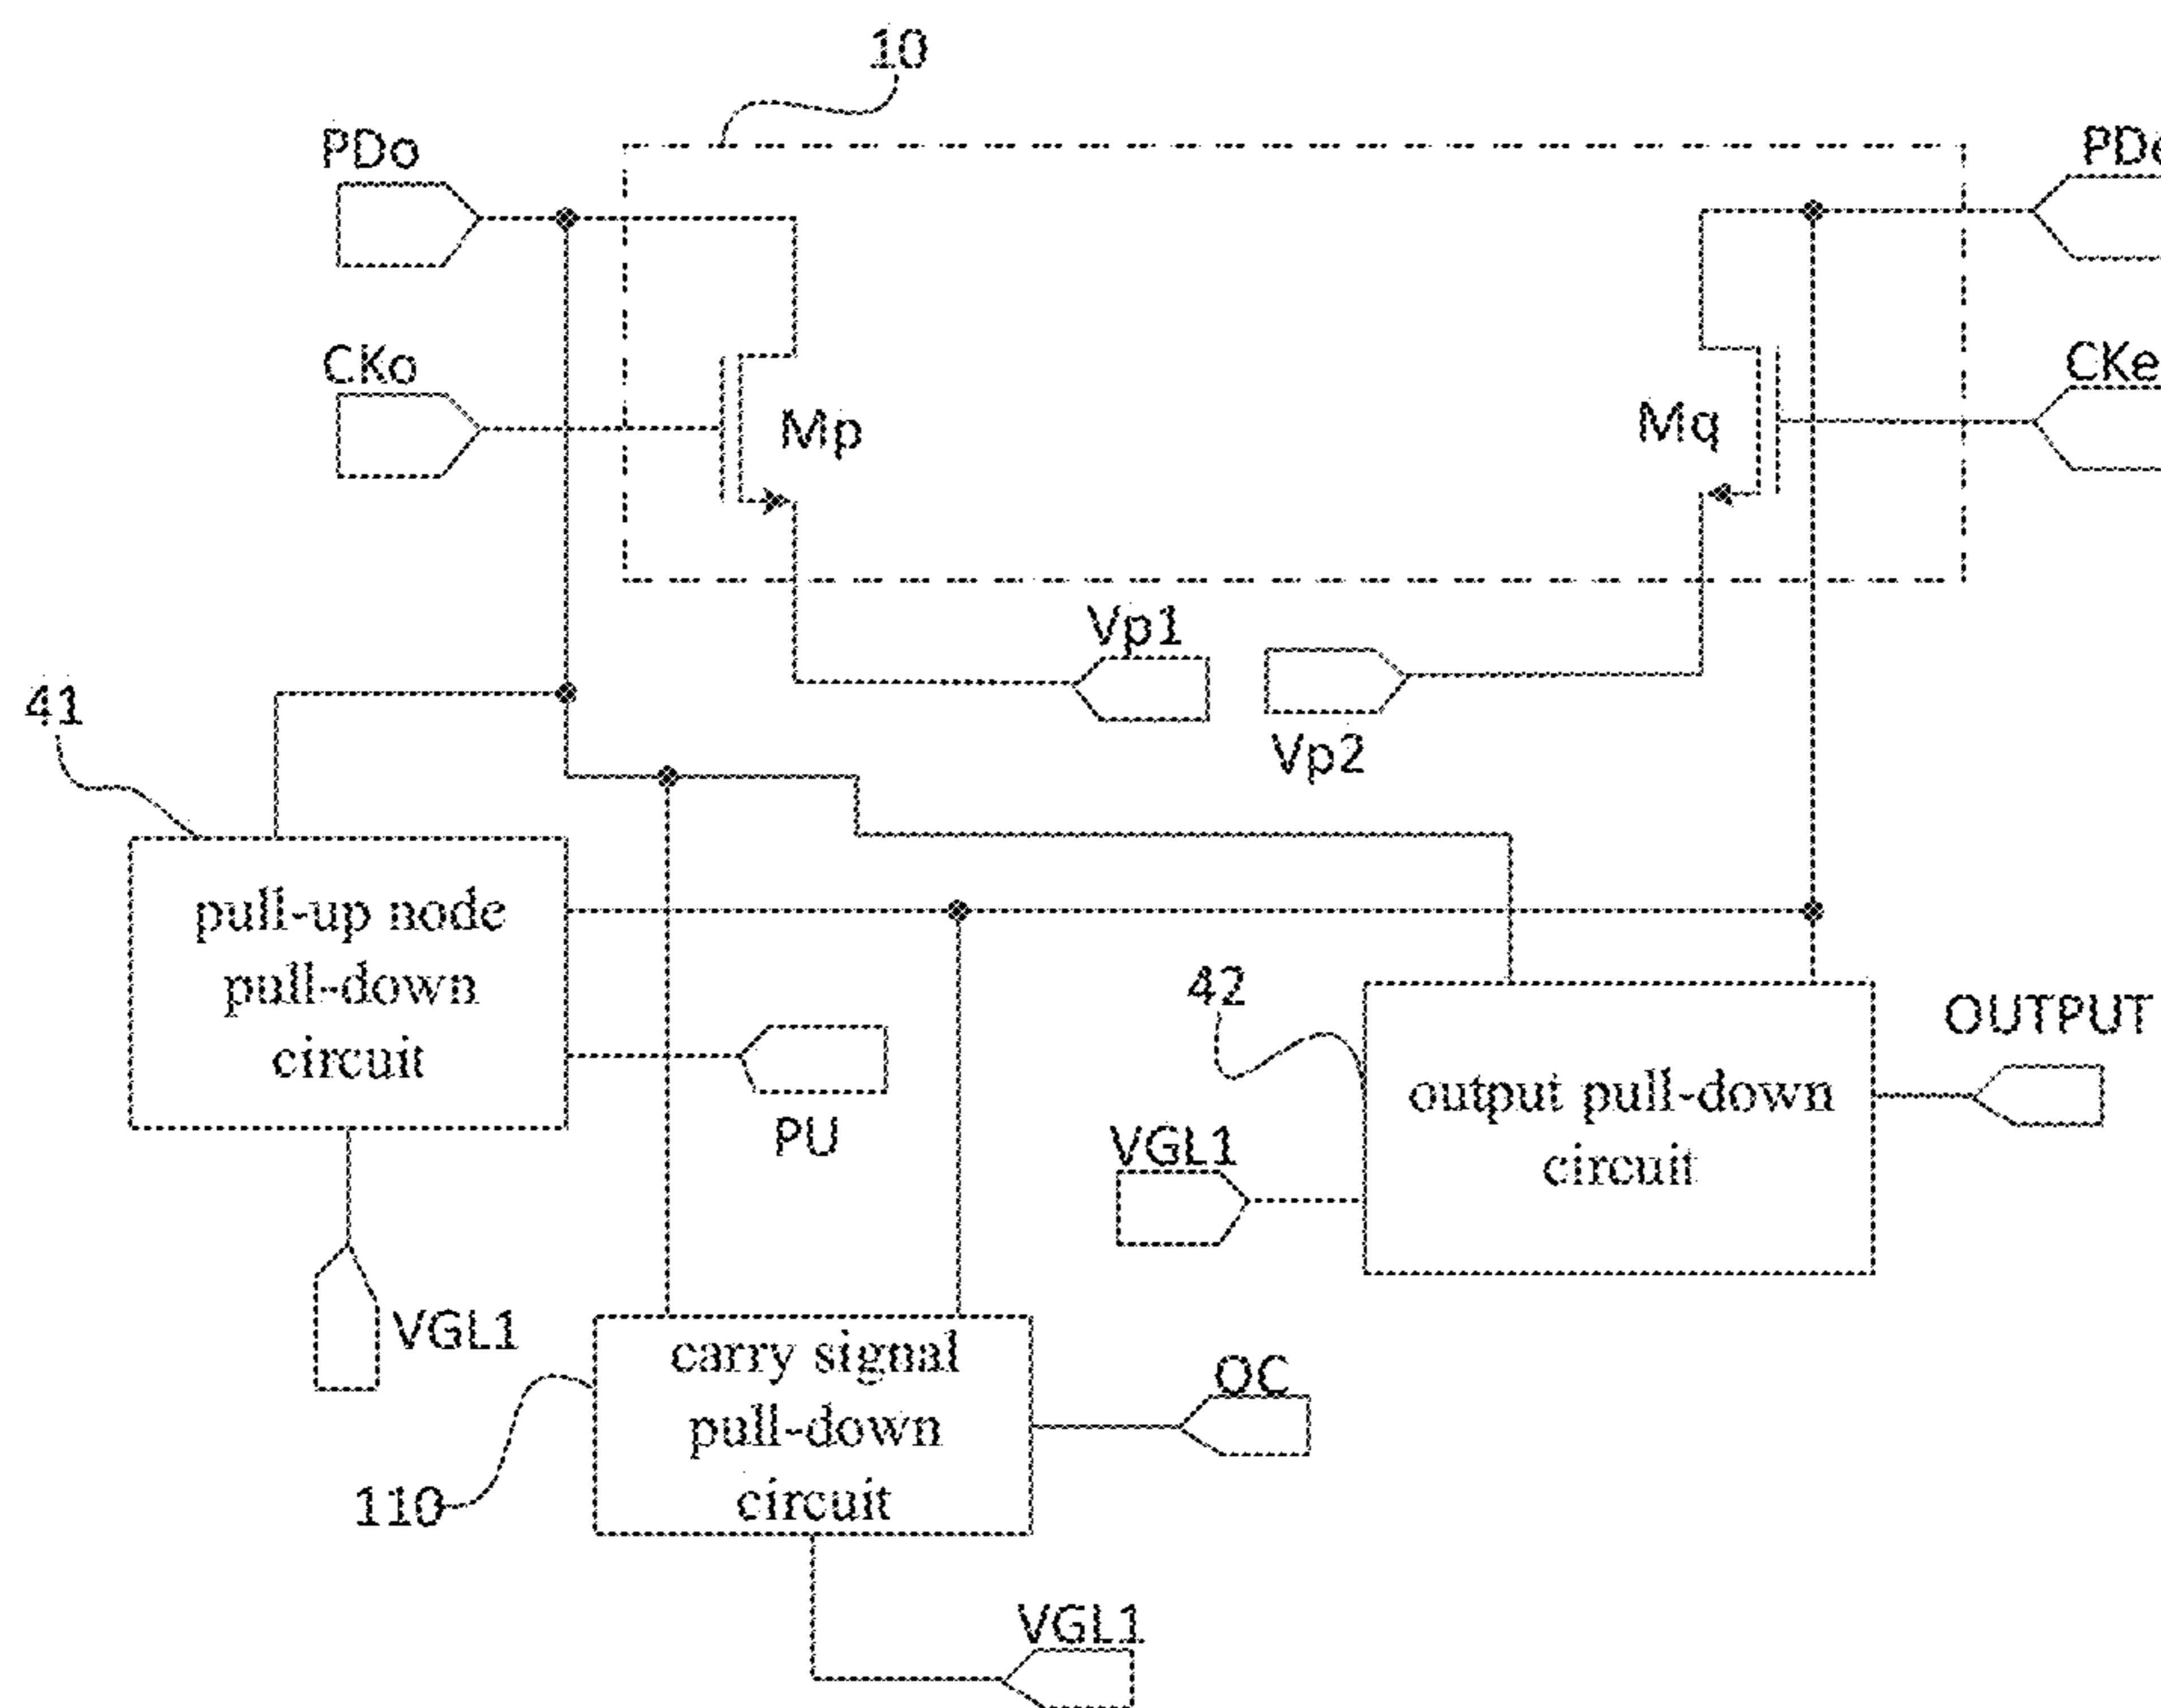 10
PDo
PDe
CKo
CKe
Mp
Mq
Vp1
Vp2
41
pull-up node
pull-down
circuit
42
OUTPUT
output pull-down
circuit
PU
VGL1
VGL1
carry signal
pull-down
circuit
OC
110
VGL1